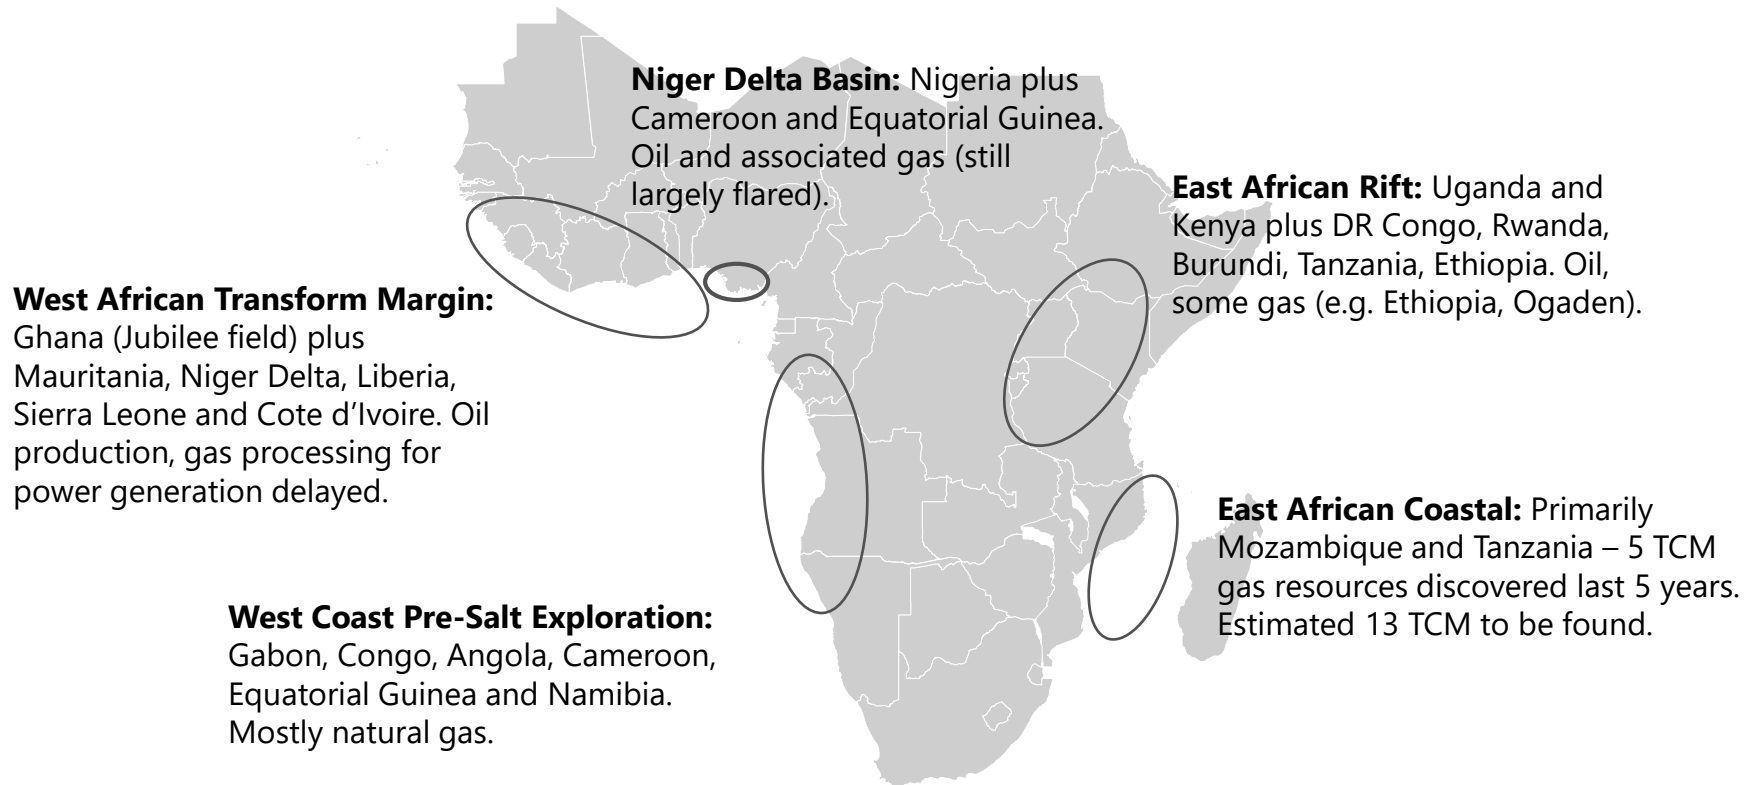 Niger Delta Basin: Nigeria plus
Cameroon and Equatorial Guinea.
Oil and associated gas (still
largely flared).
East African Rift: Uganda and
Kenya plus DR Congo, Rwanda,
Burundi, Tanzania, Ethiopia. Oil,
some gas (e.g. Ethiopia, Ogaden).
West African Transform Margin:
Ghana (Jubilee field) plus
Mauritania, Niger Delta, Liberia,
Sierra Leone and Cote d’Ivoire. Oil
production, gas processing for
power generation delayed.
East African Coastal: Primarily
Mozambique and Tanzania – 5 TCM
gas resources discovered last 5 years.
Estimated 13 TCM to be found.
West Coast Pre-Salt Exploration:
Gabon, Congo, Angola, Cameroon,
Equatorial Guinea and Namibia.
Mostly natural gas.